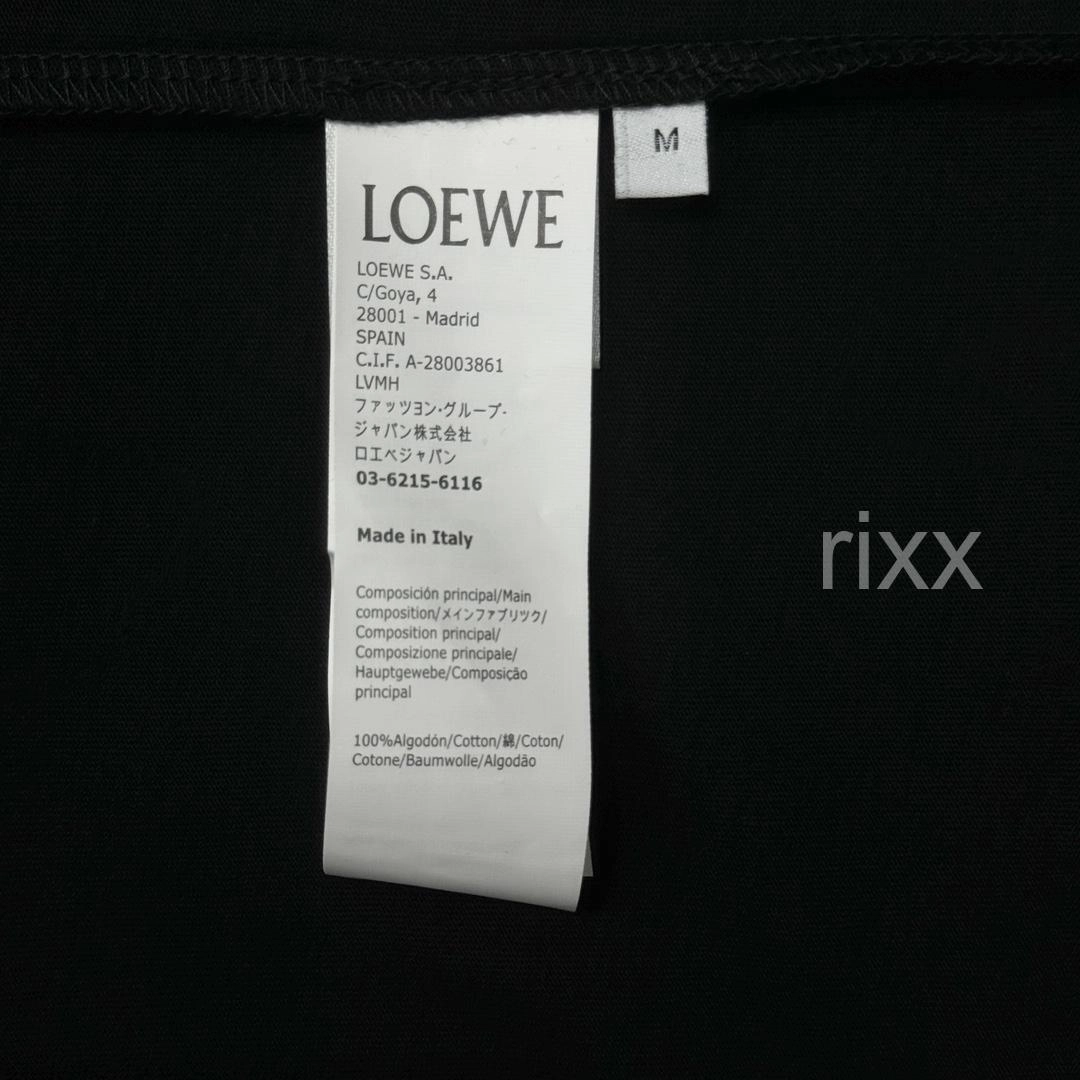 M
LOEWE
LOEWE S.A.
C/Goya, 4
28001 - Madrid
SPAIN
C.I.F. A-28003861
LVMH
ファッツヨン・グループ-
ジャパン株式会社
ロエベジャパン
03-6215-6116
Made in Italy
Composición principal/Main
composition/メインファブリツク/
Composition principal/
Composizione principale/
Hauptgewebe/Composição
principal
100%Algodón/Cotton/綿/Coton/
Cotone/Baumwolle/Algodão
rixx